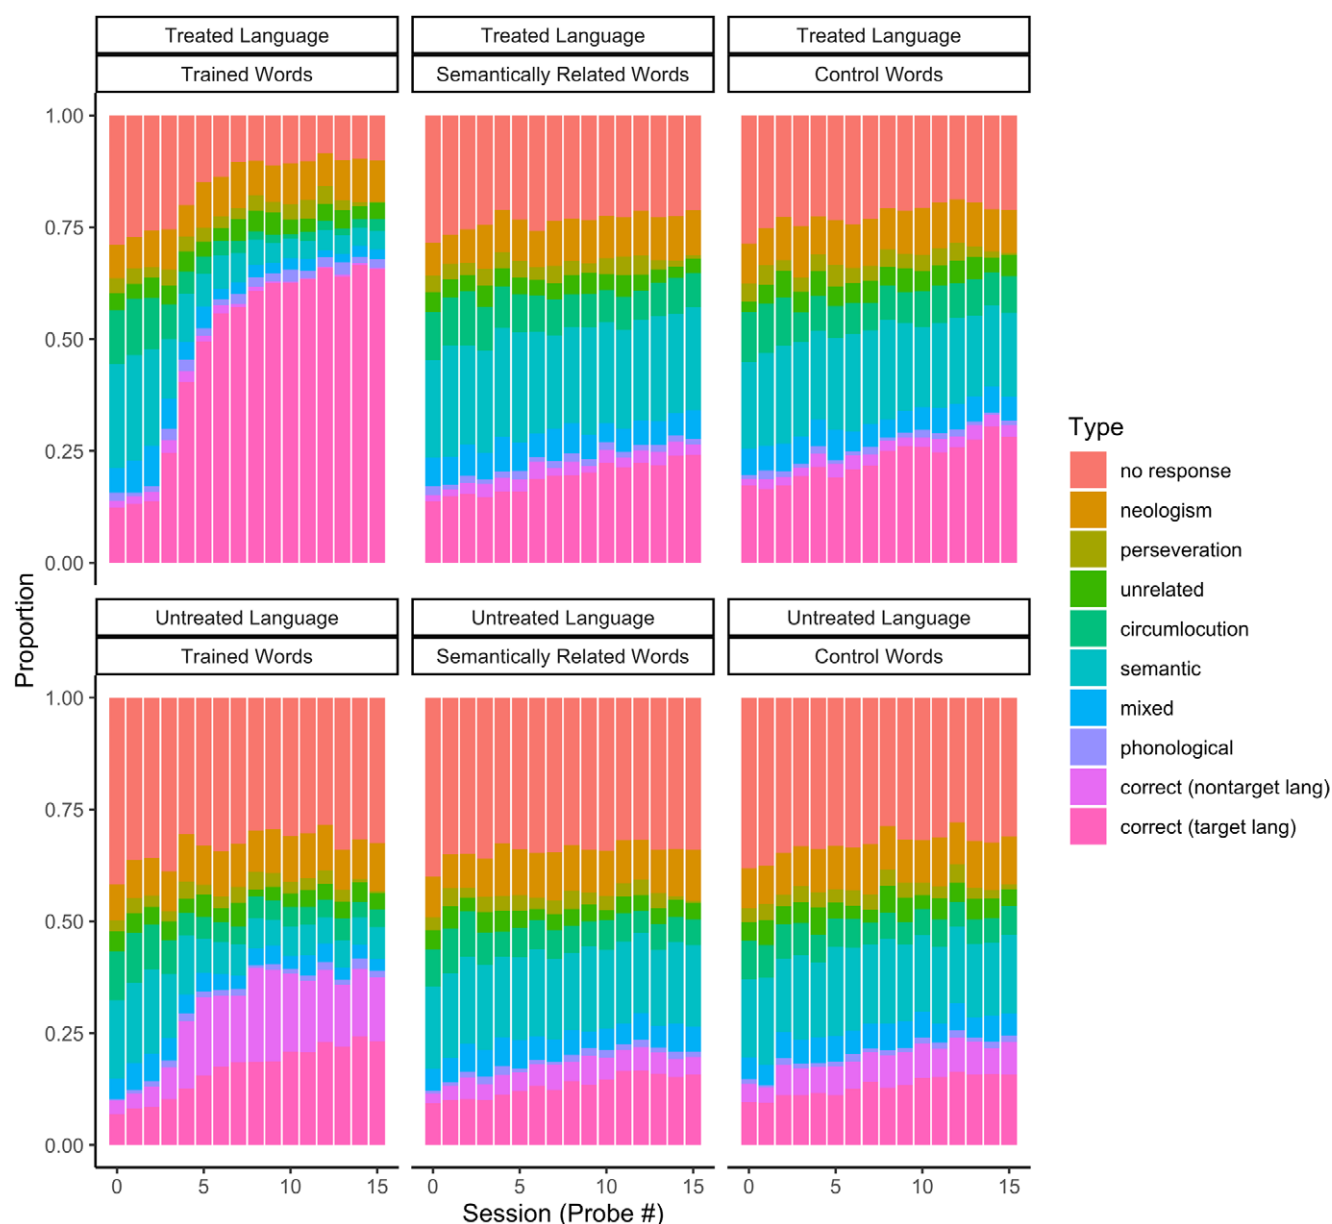 Treated Language
Trained Words
Treated Language
Semantically Related Words
Treated Language
Control Words
1.00
0.75
0.50
0.25
0.00
Proportion
Untreated Language
Trained Words
Untreated Language
Semantically Related Words
Untreated Language
Control Words
1.00
0.75
0.50
0.25
0.00
0 5 10 15
0 5 10 15
0 5 10 15
Session (Probe #)
Type
no response
neologism
perseveration
unrelated
circumlocution
semantic
mixed
phonological
correct (nontarget lang)
correct (target lang)